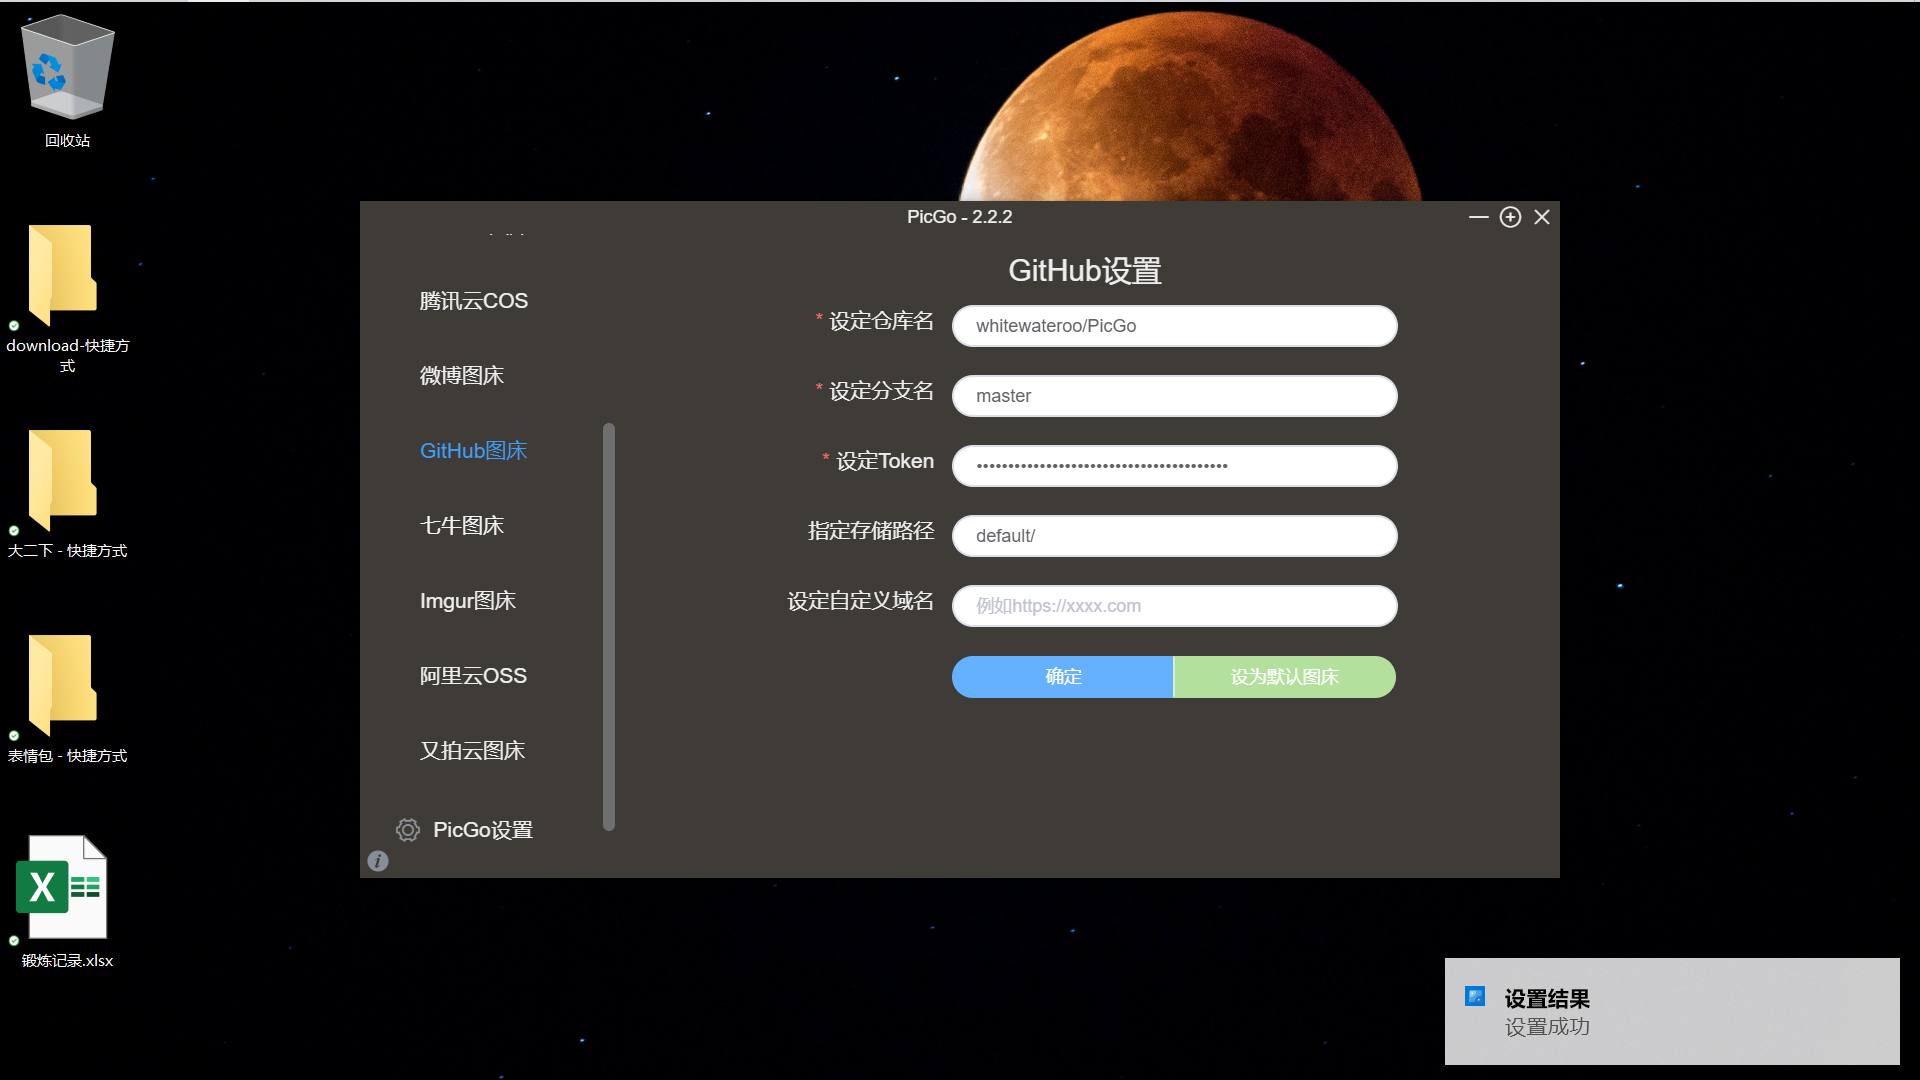 回收站
download-快捷方
式
大二下 - 快捷方式
表情包 - 快捷方式
锻炼记录.xlsx
PicGo - 2.2.2
腾讯云COS
微博图床
GitHub图床
七牛图床
Imgur图床
阿里云OSS
又拍云图床
PicGo设置
GitHub设置
* 设定仓库名
whitewateroo/PicGo
* 设定分支名
master
* 设定Token
指定存储路径
default/
设定自定义域名
例如https://xxxx.com
确定
设为默认图床
设置结果
设置成功